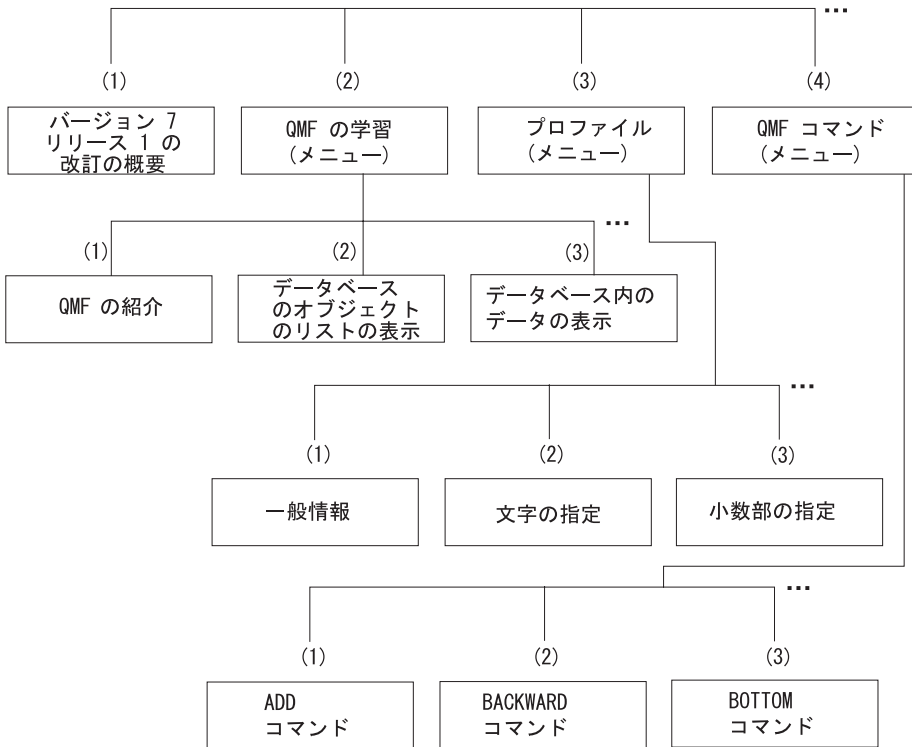 ...
(1)
(2)
(3)
(4)
バージョン 7
リリース 1 の
改訂の概要
QMF の学習
(メニュー)
プロファイル
(メニュー)
QMF コマンド
(メニュー)
...
(1)
(2)
(3)
QMF の紹介
データベース
のオブジェクト
のリストの表示
データベース内の
データの表示
...
(1)
(2)
(3)
一般情報
文字の指定
小数部の指定
...
(1)
(2)
(3)
ADD
コマンド
BACKWARD
コマンド
BOTTOM
コマンド